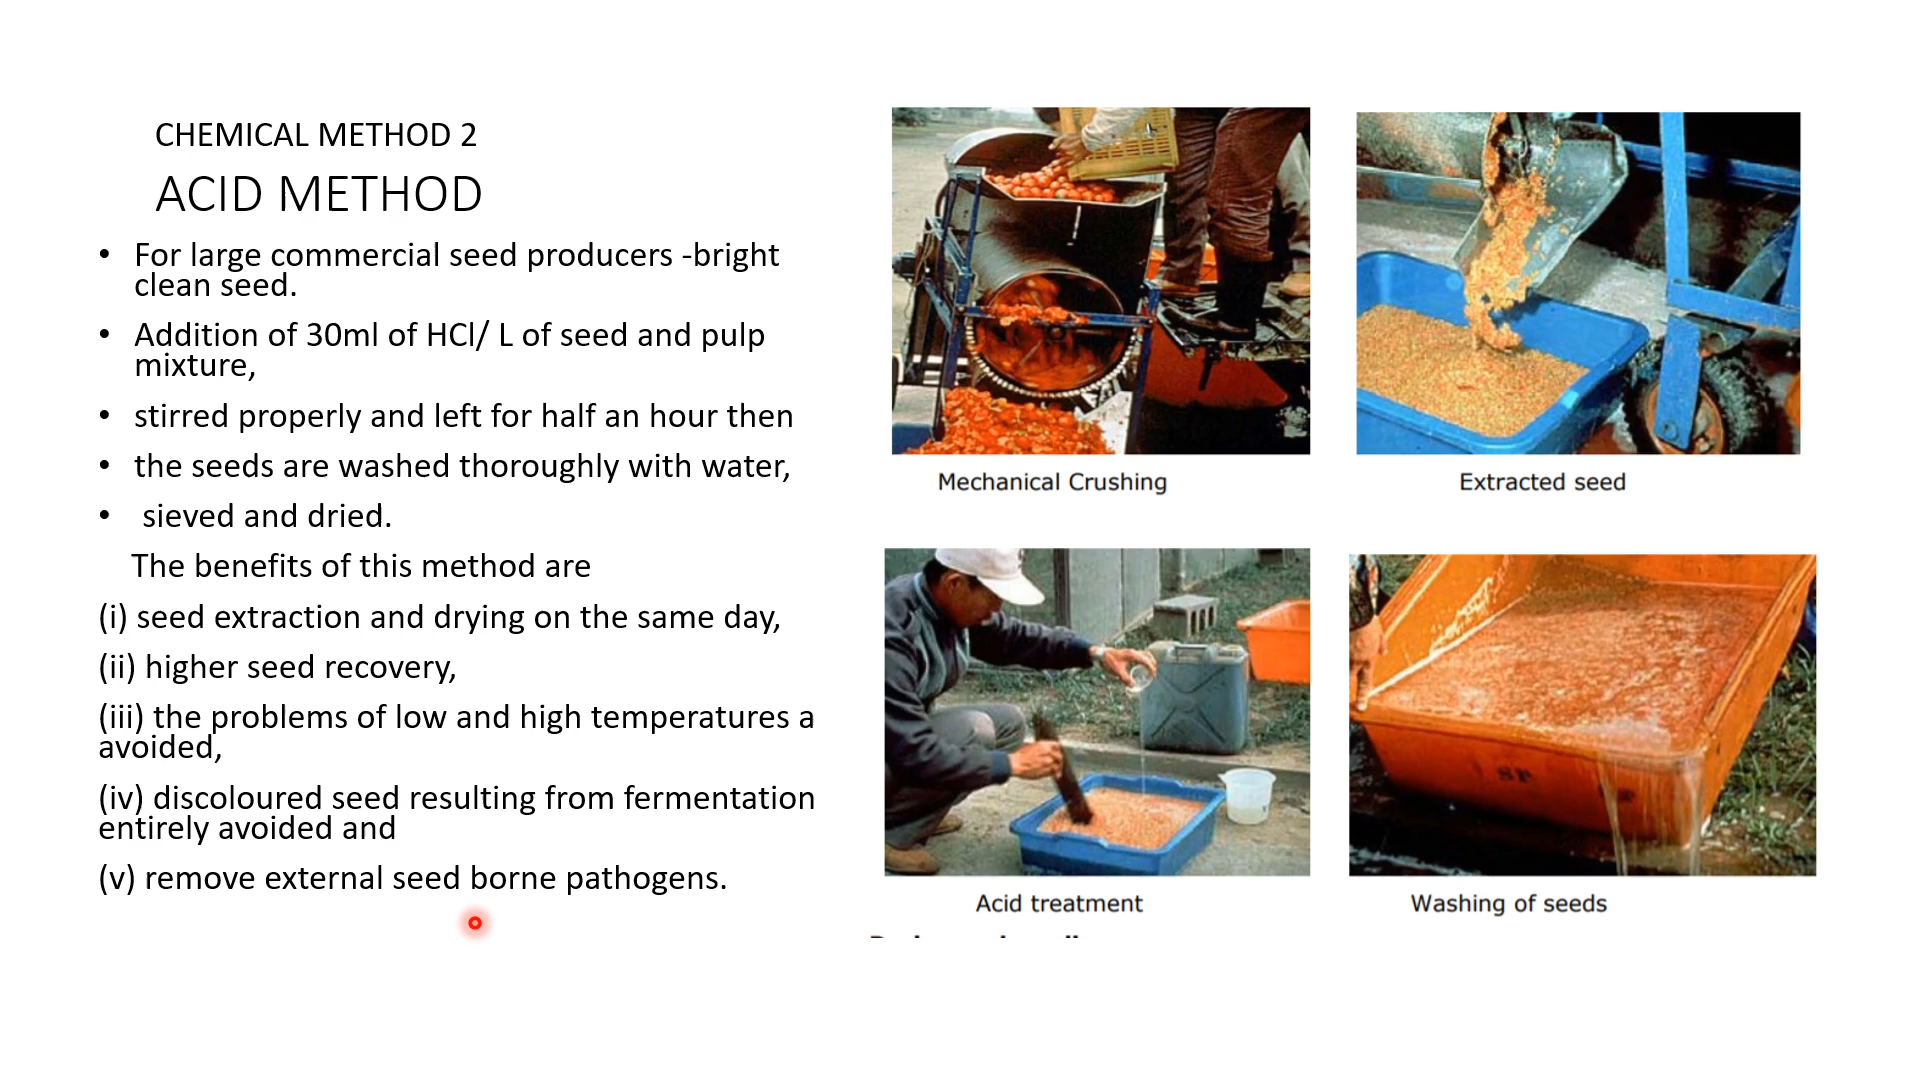 CHEMICAL METHOD 2
ACID METHOD
• For large commercial seed producers -bright
clean seed.
• Addition of 30ml of HCl/ L of seed and pulp
mixture,
• stirred properly and left for half an hour then
• the seeds are washed thoroughly with water,
• sieved and dried.
The benefits of this method are
(i) seed extraction and drying on the same day,
(ii) higher seed recovery,
(iii) the problems of low and high temperatures a
avoided,
(iv) discoloured seed resulting from fermentation
entirely avoided and
(v) remove external seed borne pathogens.
Mechanical Crushing
Extracted seed
Acid treatment
Washing of seeds